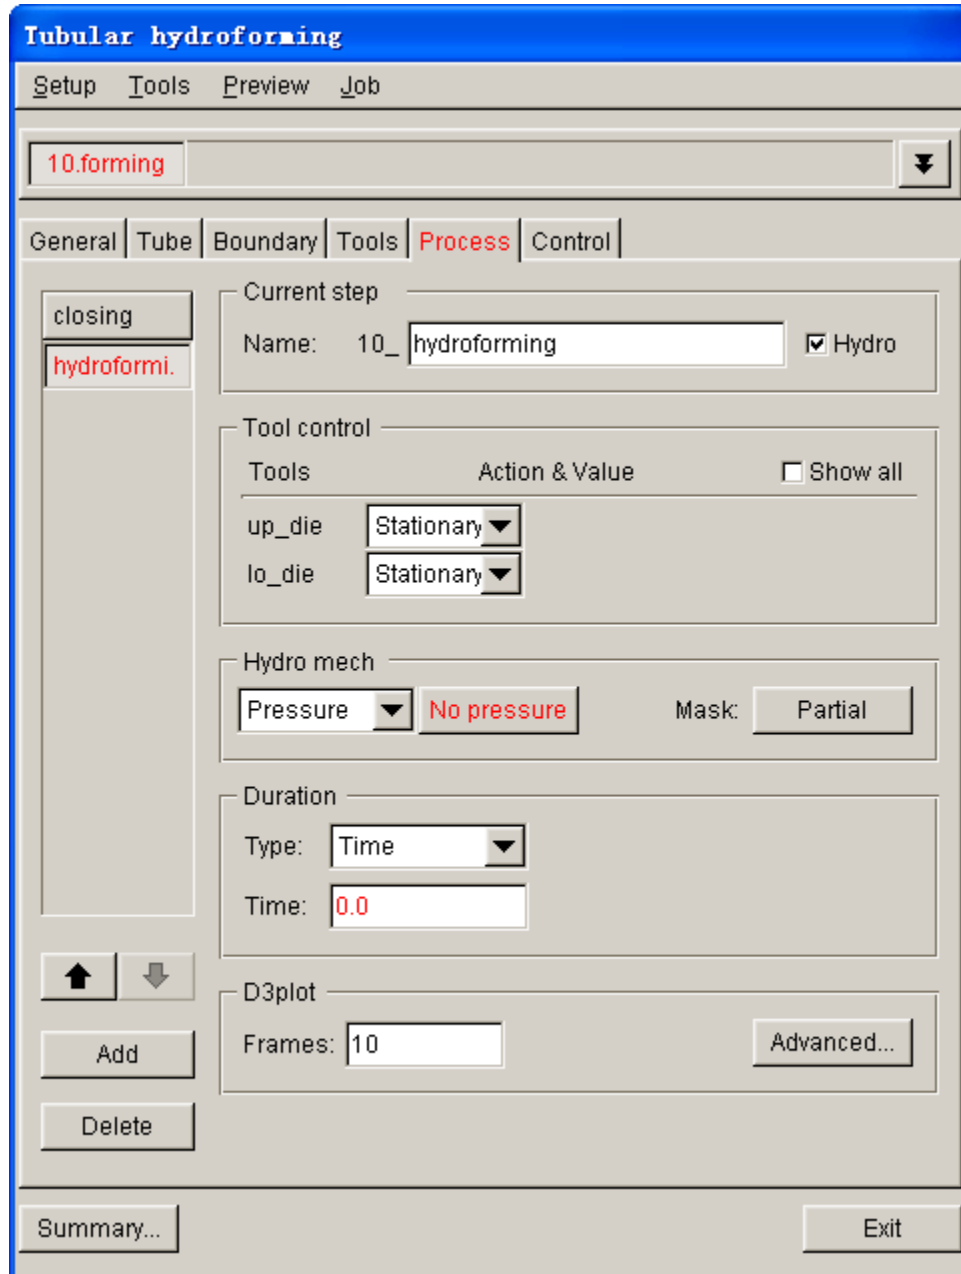 Tubular hydroforming
Setup Tools Preview Job
10.forming
General Tube Boundary Tools Process Control
closing
hydroformi.
Current step
Name: 10_ hydroforming Hydro
Tool control
Tools Action & Value Show all
up_die Stationary
lo_die Stationary
Hydro mech
Pressure No pressure Mask: Partial
Duration
Type: Time
Time: 0.0
D3plot
Frames: 10 Advanced...
Add
Delete
Summary... Exit